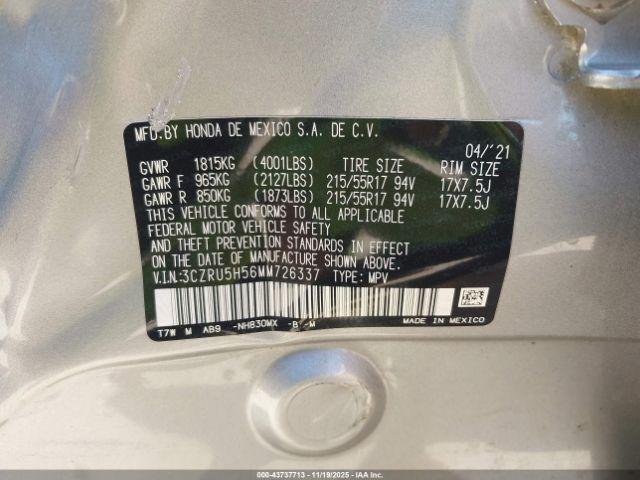 MFD. BY HONDA DE MEXICO S.A. DE C.V.
04/'21
GVWR 1815KG (4001LBS) TIRE SIZE RIM SIZE
GAWR F 965KG (2127LBS) 215/55R17 94V 17X7.5J
GAWR R 850KG (1873LBS) 215/55R17 94V 17X7.5J
THIS VEHICLE CONFORMS TO ALL APPLICABLE
FEDERAL MOTOR VEHICLE SAFETY
AND THEFT PREVENTION STANDARDS IN EFFECT
ON THE DATE OF MANUFACTURE SHOWN ABOVE.
V.I.N:3CZRU5H56MM726337 TYPE: MPV
T7W M AB9 -NH830MX -B -M MADE IN MEXICO
000-43737713 - 11/19/2025 - IAA Inc.